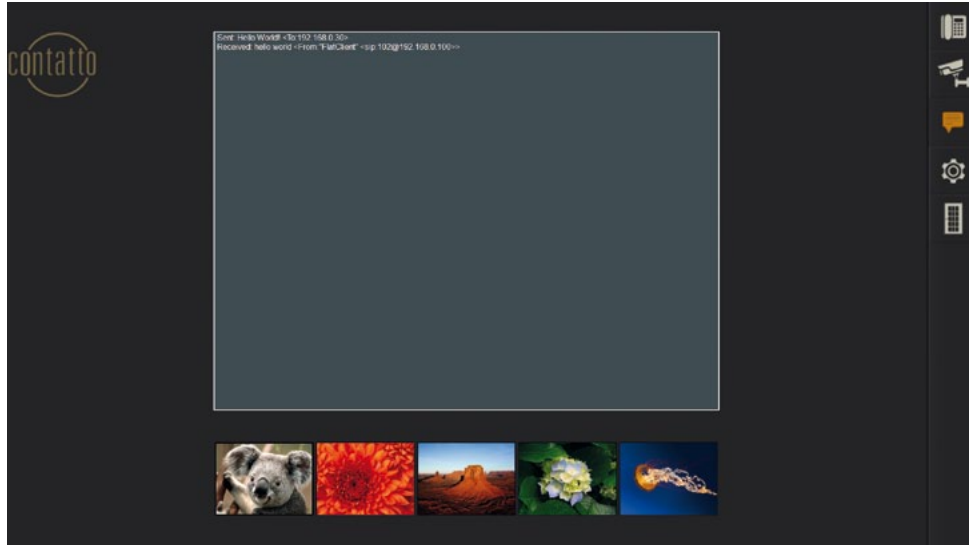 contatto
Sent: Hello World! <To:192.168.0.30>
Received: hello world <From:"FlatClient" <sip:102@192.168.0.100>>